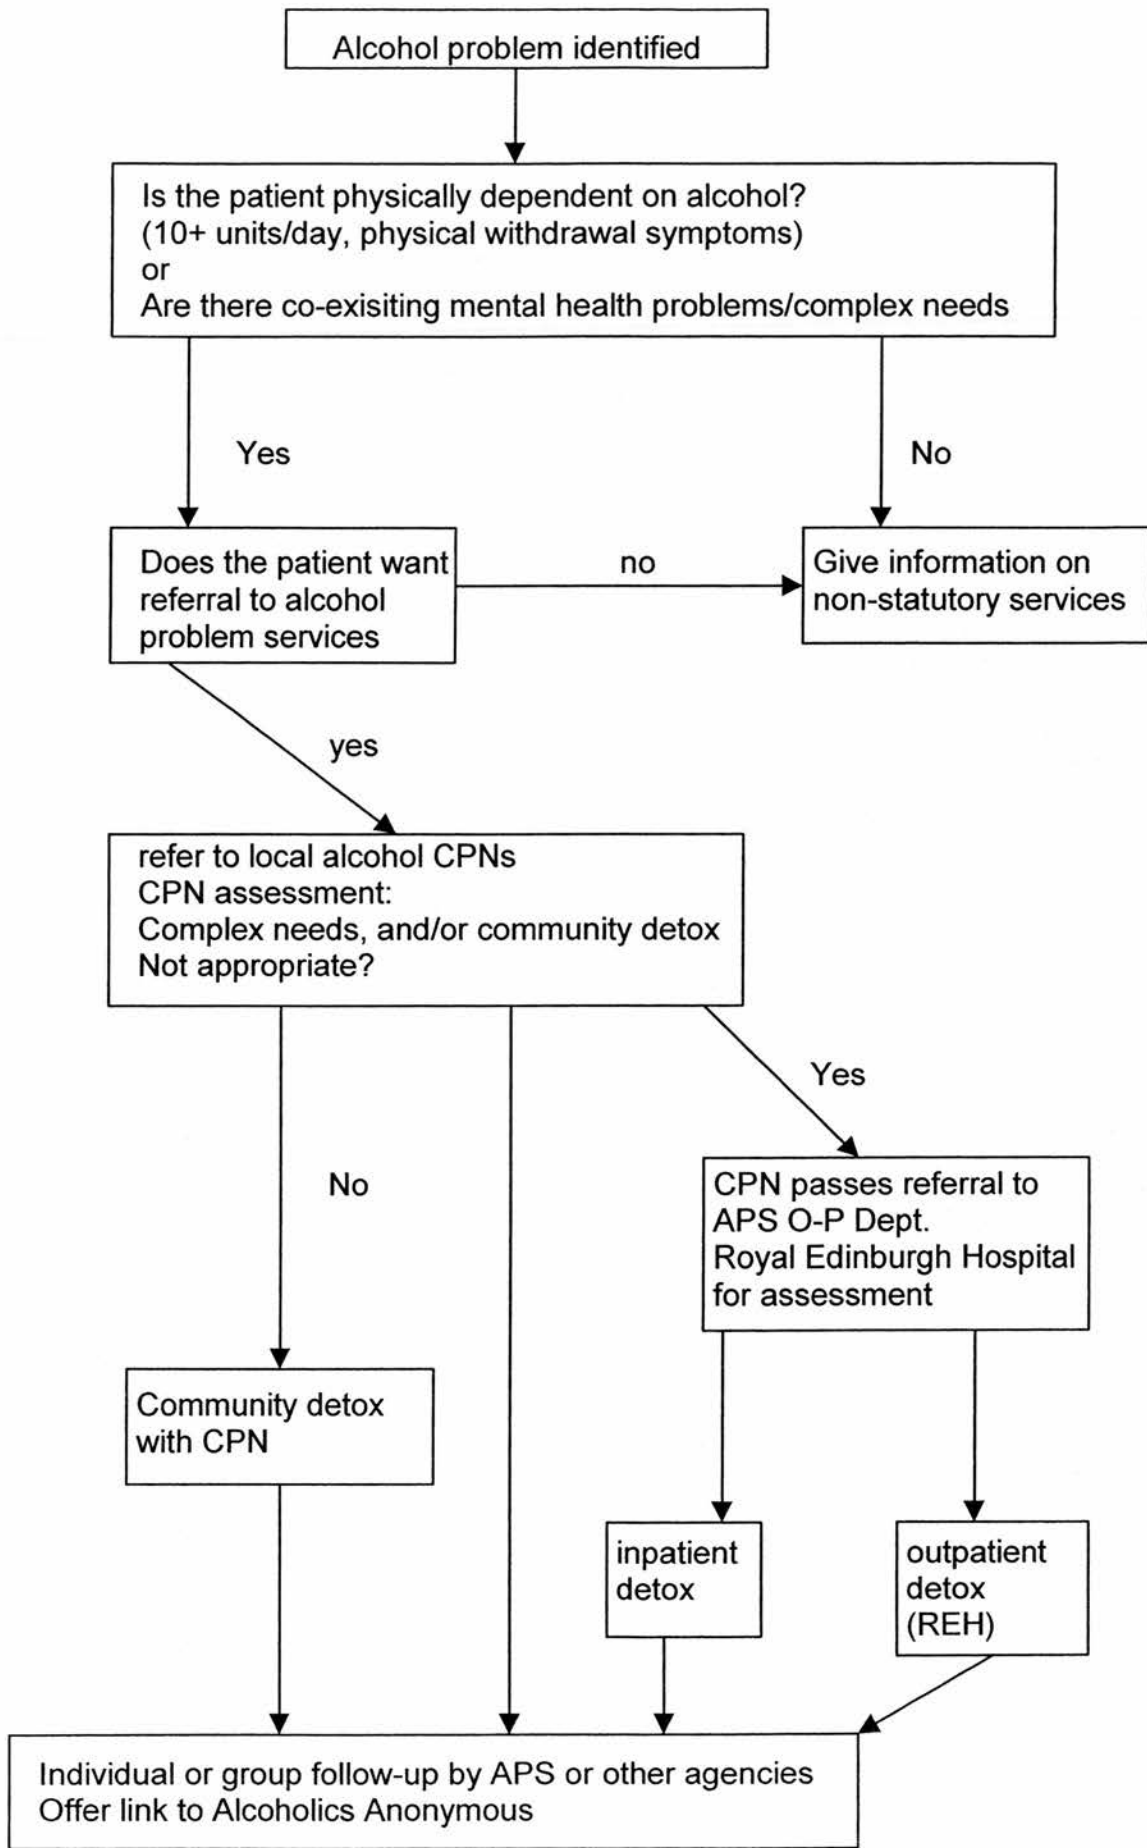 Alcohol problem identified
Is the patient physically dependent on alcohol?
(10+ units/day, physical withdrawal symptoms)
or
Are there co-exisiting mental health problems/complex needs
Yes
No
Does the patient want
referral to alcohol
problem services
no
Give information on
non-statutory services
yes
refer to local alcohol CPNs
CPN assessment:
Complex needs, and/or community detox
Not appropriate?
Yes
No
CPN passes referral to
APS O-P Dept.
Royal Edinburgh Hospital
for assessment
Community detox
with CPN
inpatient
detox
outpatient
detox
(REH)
Individual or group follow-up by APS or other agencies
Offer link to Alcoholics Anonymous